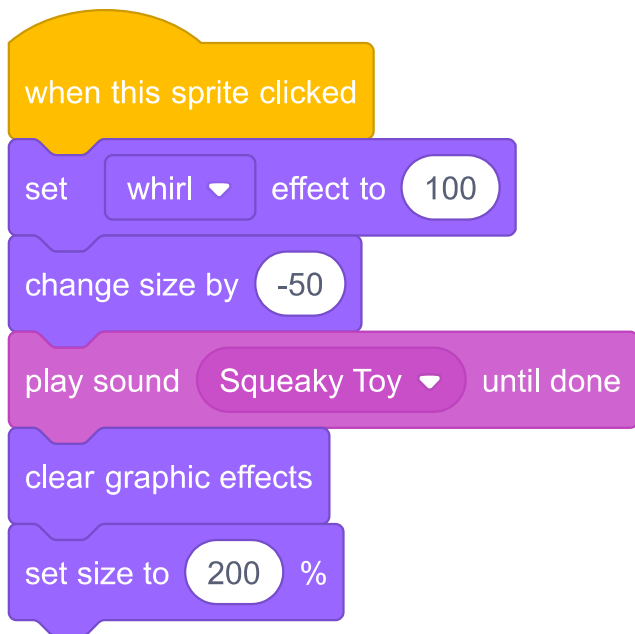 when this sprite clicked
set whirl effect to 100
change size by -50
play sound Squeaky Toy until done
clear graphic effects
set size to 200 %